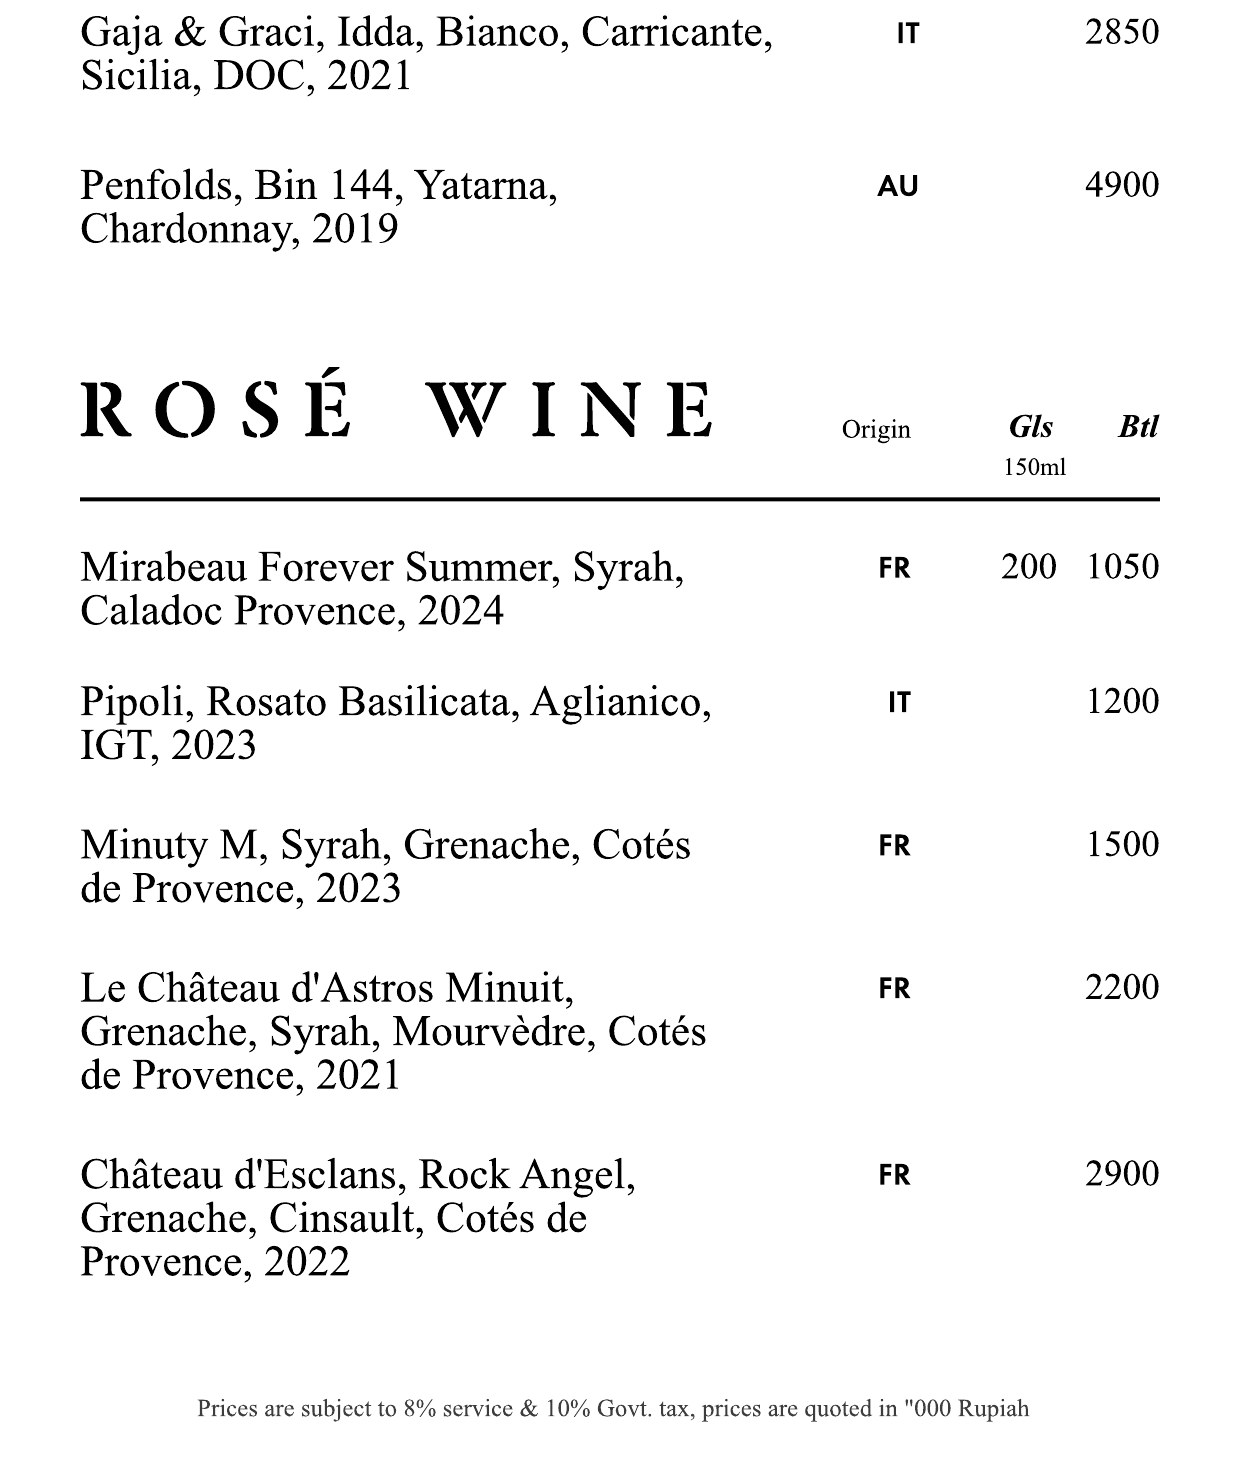 Gaja & Graci, Idda, Bianco, Carricante, IT 2850
Sicilia, DOC, 2021
Penfolds, Bin 144, Yatarna, AU 4900
Chardonnay, 2019
ROSÉ WINE Origin Gls Btl
150ml
Mirabeau Forever Summer, Syrah, FR 200 1050
Caladoc Provence, 2024
Pipoli, Rosato Basilicata, Aglianico, IT 1200
IGT, 2023
Minuty M, Syrah, Grenache, Cotés FR 1500
de Provence, 2023
Le Château d'Astros Minuit, FR 2200
Grenache, Syrah, Mourvèdre, Cotés
de Provence, 2021
Château d'Esclans, Rock Angel, FR 2900
Grenache, Cinsault, Cotés de
Provence, 2022
Prices are subject to 8% service & 10% Govt. tax, prices are quoted in "000 Rupiah